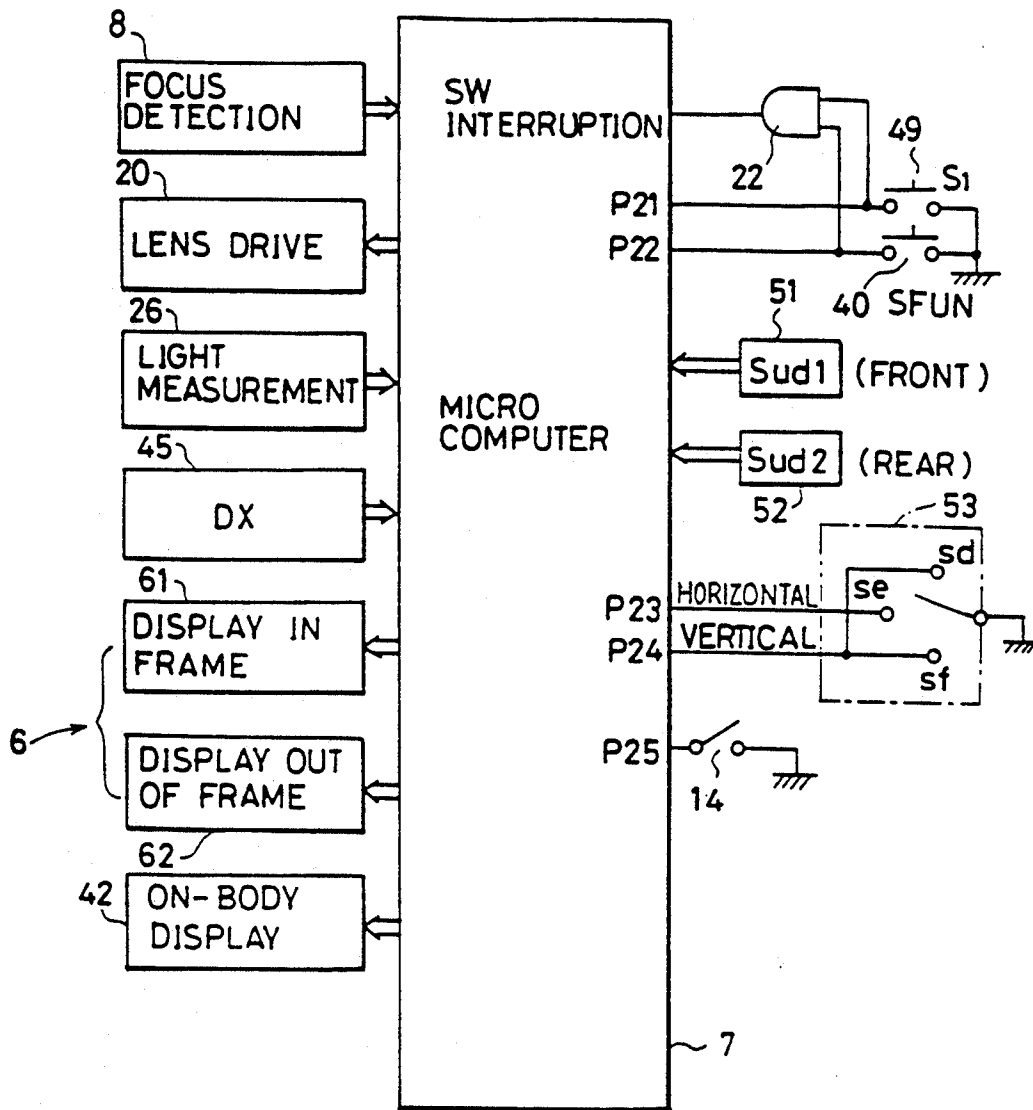 8
FOCUS
DETECTION
20
LENS DRIVE
26
LIGHT
MEASUREMENT
45
DX
61
DISPLAY IN
FRAME
6
DISPLAY OUT
OF FRAME
62
42
ON-BODY
DISPLAY
SW
INTERRUPTION
MICRO
COMPUTER
7
22
49
S1
P21
P22
40 SFUN
51
Sud1 (FRONT)
Sud2 (REAR)
52
53
sd
se
P23 HORIZONTAL
P24 VERTICAL
sf
P25
14